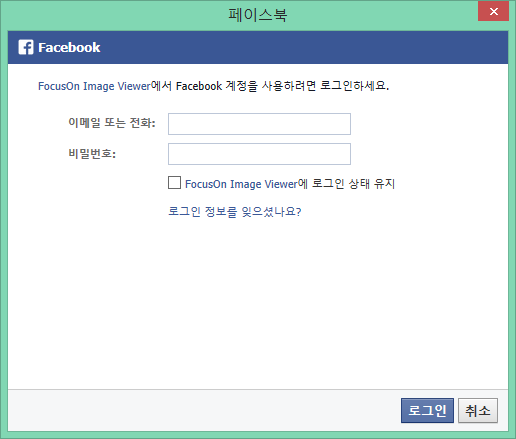 페이스북
Facebook
FocusOn Image Viewer에서 Facebook 계정을 사용하려면 로그인하세요.
이메일 또는 전화:
비밀번호:
FocusOn Image Viewer에 로그인 상태 유지
로그인 정보를 잊으셨나요?
로그인 취소